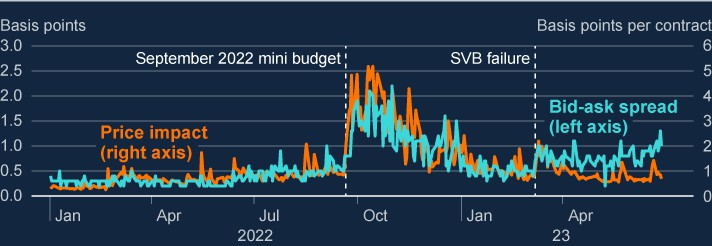 Basis points
Basis points per contract
3.0
6
September 2022 mini budget
SVB failure
2.5
5
2.0
4
1.5
3
Bid-ask spread
(left axis)
Price impact
(right axis)
1.0
2
0.5
1
0.0
0
Jan Apr Jul Oct Jan Apr
2022 23